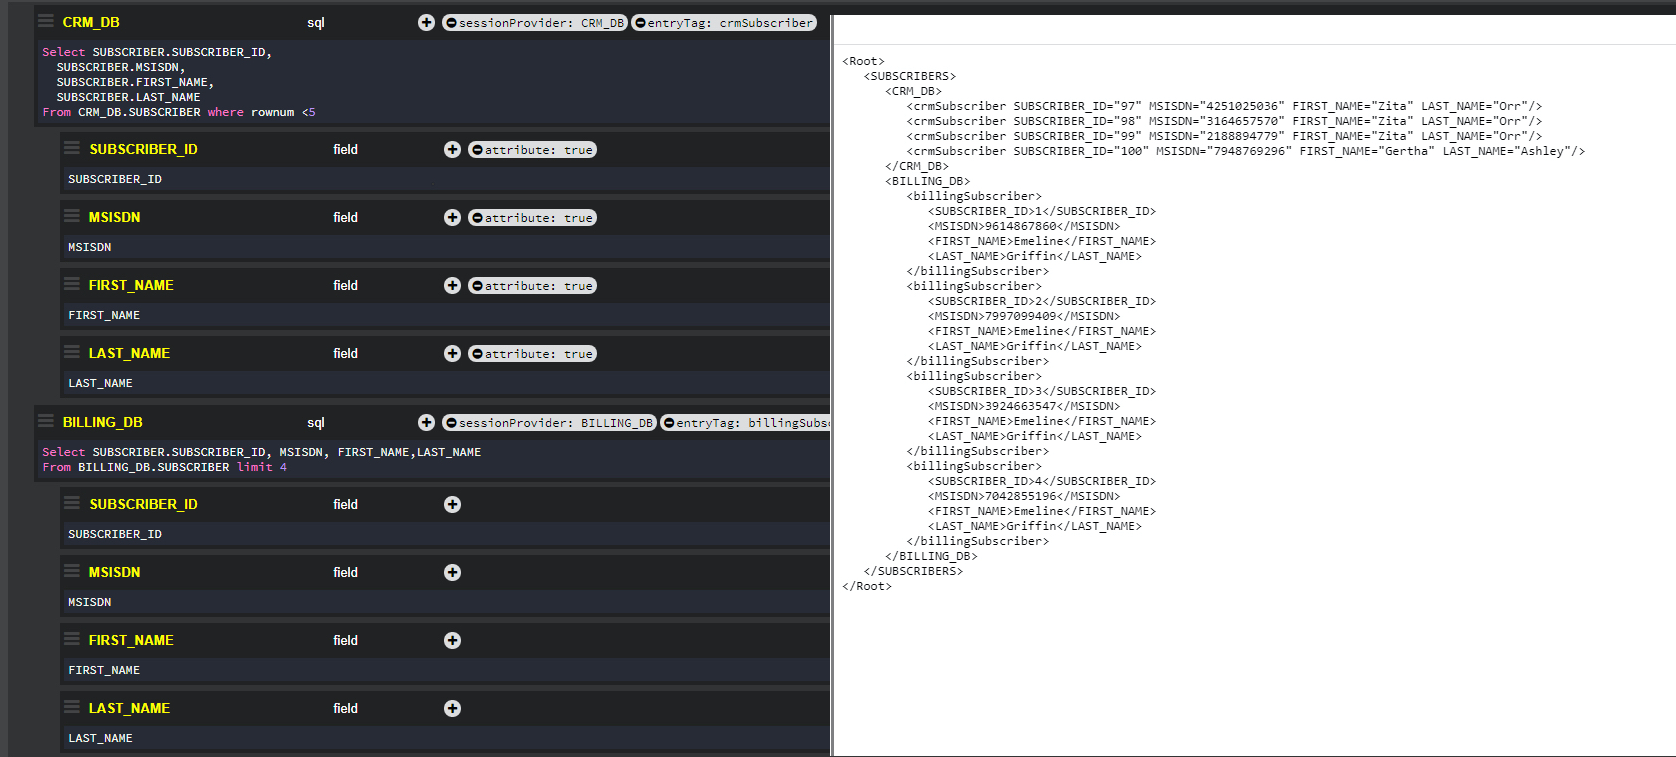 CRM_DB sql sessionProvider: CRM_DB entryTag: crmSubscriber
Select SUBSCRIBER.SUBSCRIBER_ID,
SUBSCRIBER.MSISDN,
SUBSCRIBER.FIRST_NAME,
SUBSCRIBER.LAST_NAME
From CRM_DB.SUBSCRIBER where rownum <5
SUBSCRIBER_ID field attribute: true
SUBSCRIBER_ID
MSISDN field attribute: true
MSISDN
FIRST_NAME field attribute: true
FIRST_NAME
LAST_NAME field attribute: true
LAST_NAME
BILLING_DB sql sessionProvider: BILLING_DB entryTag: billingSubs
Select SUBSCRIBER.SUBSCRIBER_ID, MSISDN, FIRST_NAME,LAST_NAME
From BILLING_DB.SUBSCRIBER limit 4
SUBSCRIBER_ID field
SUBSCRIBER_ID
MSISDN field
MSISDN
FIRST_NAME field
FIRST_NAME
LAST_NAME field
LAST_NAME
<Root>
<SUBSCRIBERS>
<CRM_DB>
<crmSubscriber SUBSCRIBER_ID="97" MSISDN="4251025036" FIRST_NAME="Zita" LAST_NAME="Orr"/>
<crmSubscriber SUBSCRIBER_ID="98" MSISDN="3164657570" FIRST_NAME="Zita" LAST_NAME="Orr"/>
<crmSubscriber SUBSCRIBER_ID="99" MSISDN="2188894779" FIRST_NAME="Zita" LAST_NAME="Orr"/>
<crmSubscriber SUBSCRIBER_ID="100" MSISDN="7948769296" FIRST_NAME="Gertha" LAST_NAME="Ashley"/>
</CRM_DB>
<BILLING_DB>
<billingSubscriber>
<SUBSCRIBER_ID>1</SUBSCRIBER_ID>
<MSISDN>9614867860</MSISDN>
<FIRST_NAME>Emeline</FIRST_NAME>
<LAST_NAME>Griffin</LAST_NAME>
</billingSubscriber>
<billingSubscriber>
<SUBSCRIBER_ID>2</SUBSCRIBER_ID>
<MSISDN>7997099409</MSISDN>
<FIRST_NAME>Emeline</FIRST_NAME>
<LAST_NAME>Griffin</LAST_NAME>
</billingSubscriber>
<billingSubscriber>
<SUBSCRIBER_ID>3</SUBSCRIBER_ID>
<MSISDN>3924663547</MSISDN>
<FIRST_NAME>Emeline</FIRST_NAME>
<LAST_NAME>Griffin</LAST_NAME>
</billingSubscriber>
<billingSubscriber>
<SUBSCRIBER_ID>4</SUBSCRIBER_ID>
<MSISDN>7042855196</MSISDN>
<FIRST_NAME>Emeline</FIRST_NAME>
<LAST_NAME>Griffin</LAST_NAME>
</billingSubscriber>
</BILLING_DB>
</SUBSCRIBERS>
</Root>